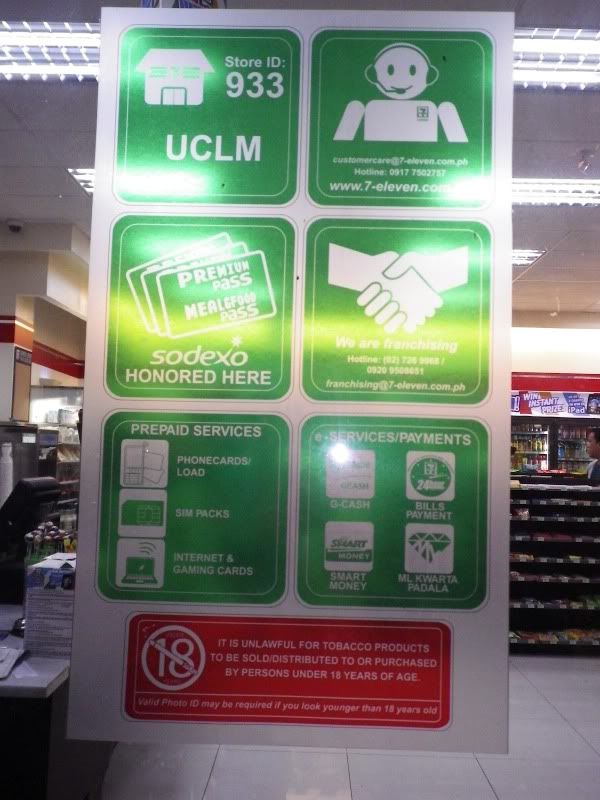 Store ID:
933
UCLM
customercare@7-eleven.com.ph
Hotline: 0917 7502757
www.7-eleven.com
PREMIUM
PASS
MEAL&FOOD
PASS
sodexo
HONORED HERE
We are franchising
Hotline: (02) 726 9968 /
0920 9508651
franchising@7-eleven.com.ph
PREPAID SERVICES
PHONECARDS/
LOAD
SIM PACKS
INTERNET &
GAMING CARDS
e-SERVICES/PAYMENTS
GCASH
G-CASH
24
BILLS
PAYMENT
SMART
MONEY
SMART
MONEY
ML KWARTA
PADALA
18
IT IS UNLAWFUL FOR TOBACCO PRODUCTS
TO BE SOLD/DISTRIBUTED TO OR PURCHASED
BY PERSONS UNDER 18 YEARS OF AGE.
Valid Photo ID may be required if you look younger than 18 years old
WIN
INSTANT
PRIZE
iPad